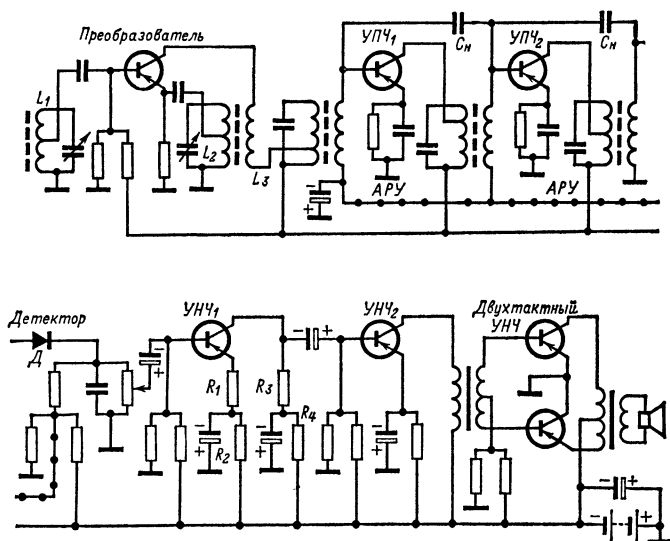 Преобразователь
УПЧ₁
Cн
УПЧ₂
Cн
L₁
L₂
L₃
АРУ
АРУ
Детектор
Д
УНЧ₁
УНЧ₂
Двухтактный
УНЧ
R₁
R₃
R₂
R₄